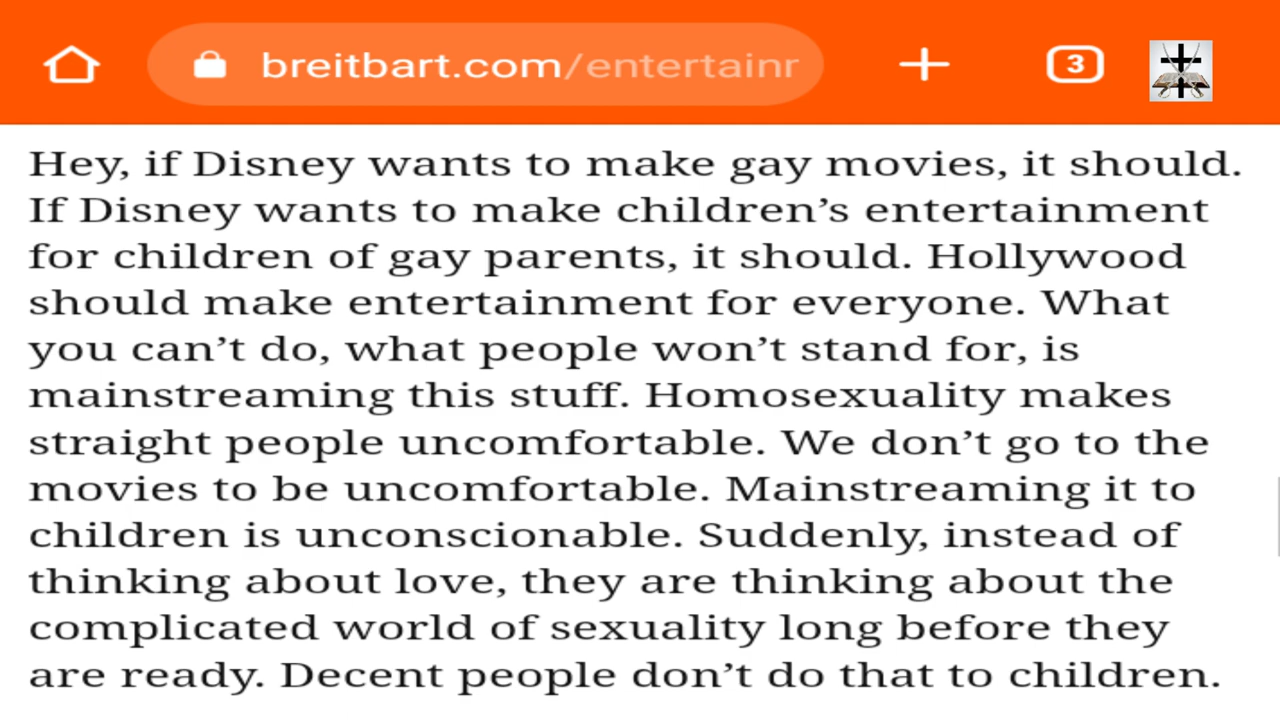 breitbart.com/entertainr
3
Hey, if Disney wants to make gay movies, it should.
If Disney wants to make children’s entertainment
for children of gay parents, it should. Hollywood
should make entertainment for everyone. What
you can’t do, what people won’t stand for, is
mainstreaming this stuff. Homosexuality makes
straight people uncomfortable. We don’t go to the
movies to be uncomfortable. Mainstreaming it to
children is unconscionable. Suddenly, instead of
thinking about love, they are thinking about the
complicated world of sexuality long before they
are ready. Decent people don’t do that to children.